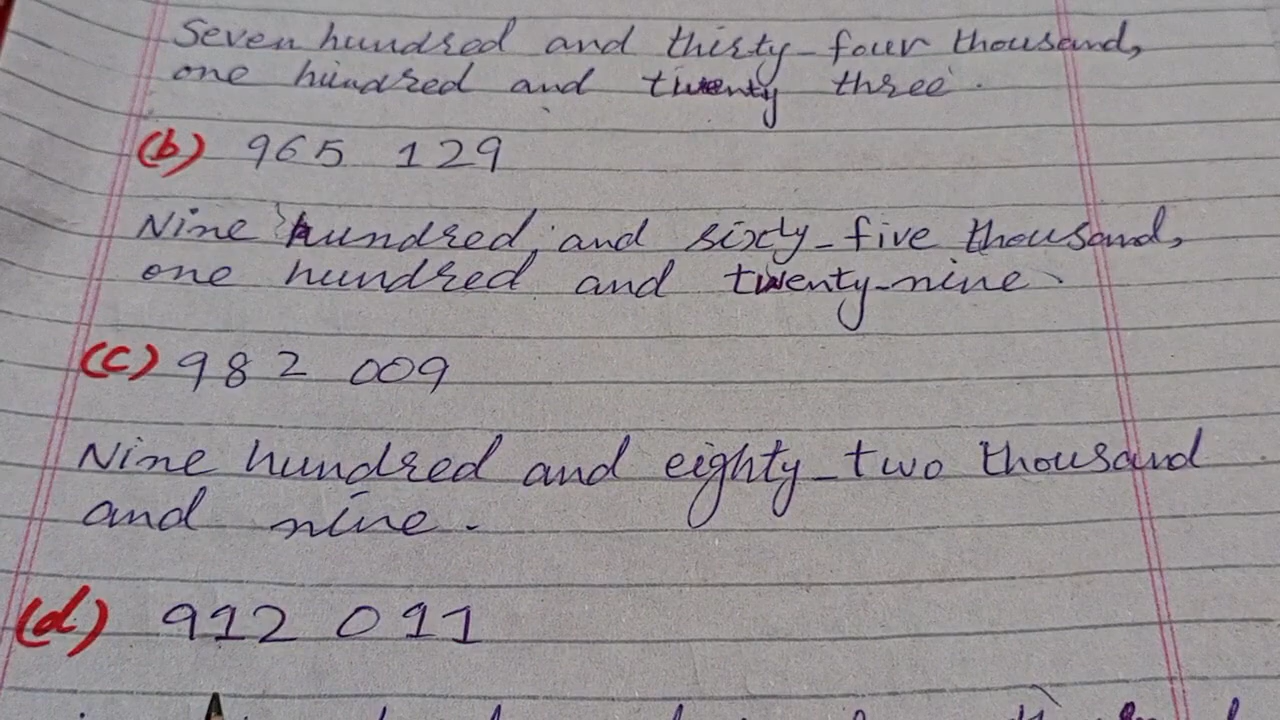 Seven hundred and thirty-four thousand,
one hundred and twenty three.
(b) 965 129
Nine hundred, and sixty-five thousand,
one hundred and twenty-nine.
(c) 982 009
Nine hundred and eighty-two thousand
and nine.
(d) 912 011